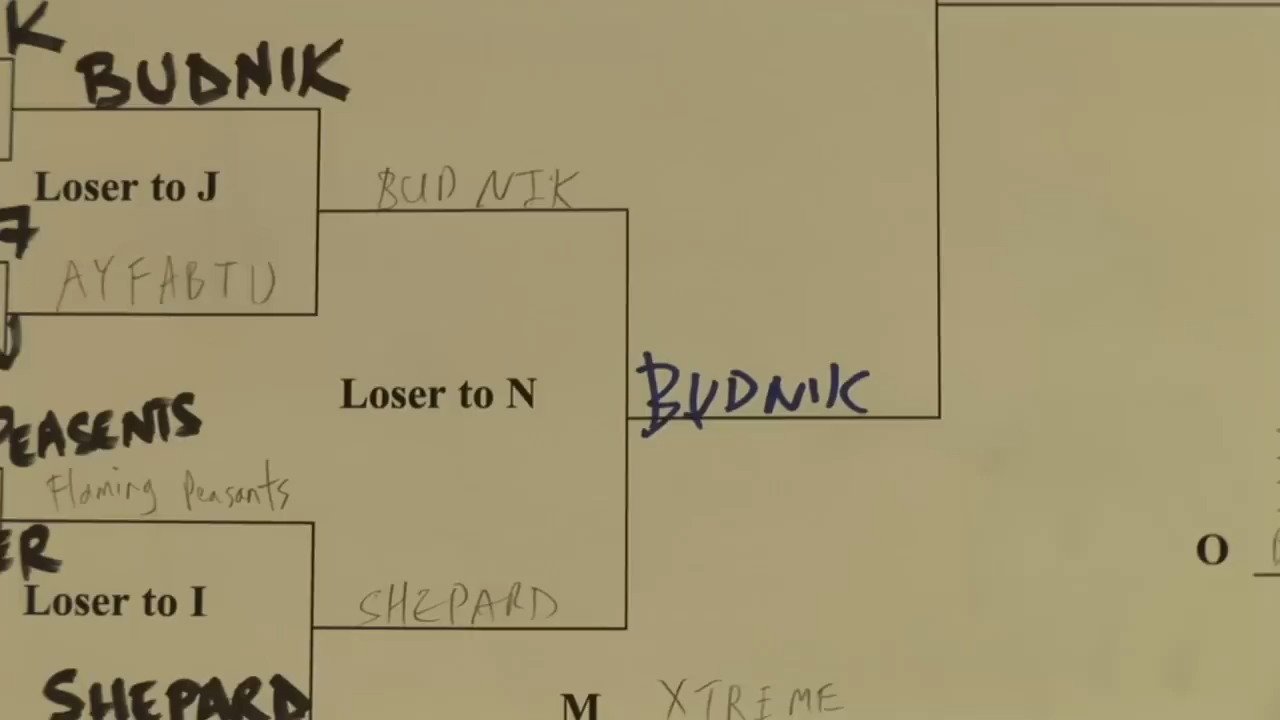 BUDNIK
Loser to J
BUDNIK
AYFABTU
Loser to N
BUDNIK
PEASENTS
Flaming Peasants
Loser to I
SHEPARD
SHEPARD
O
M XTREME